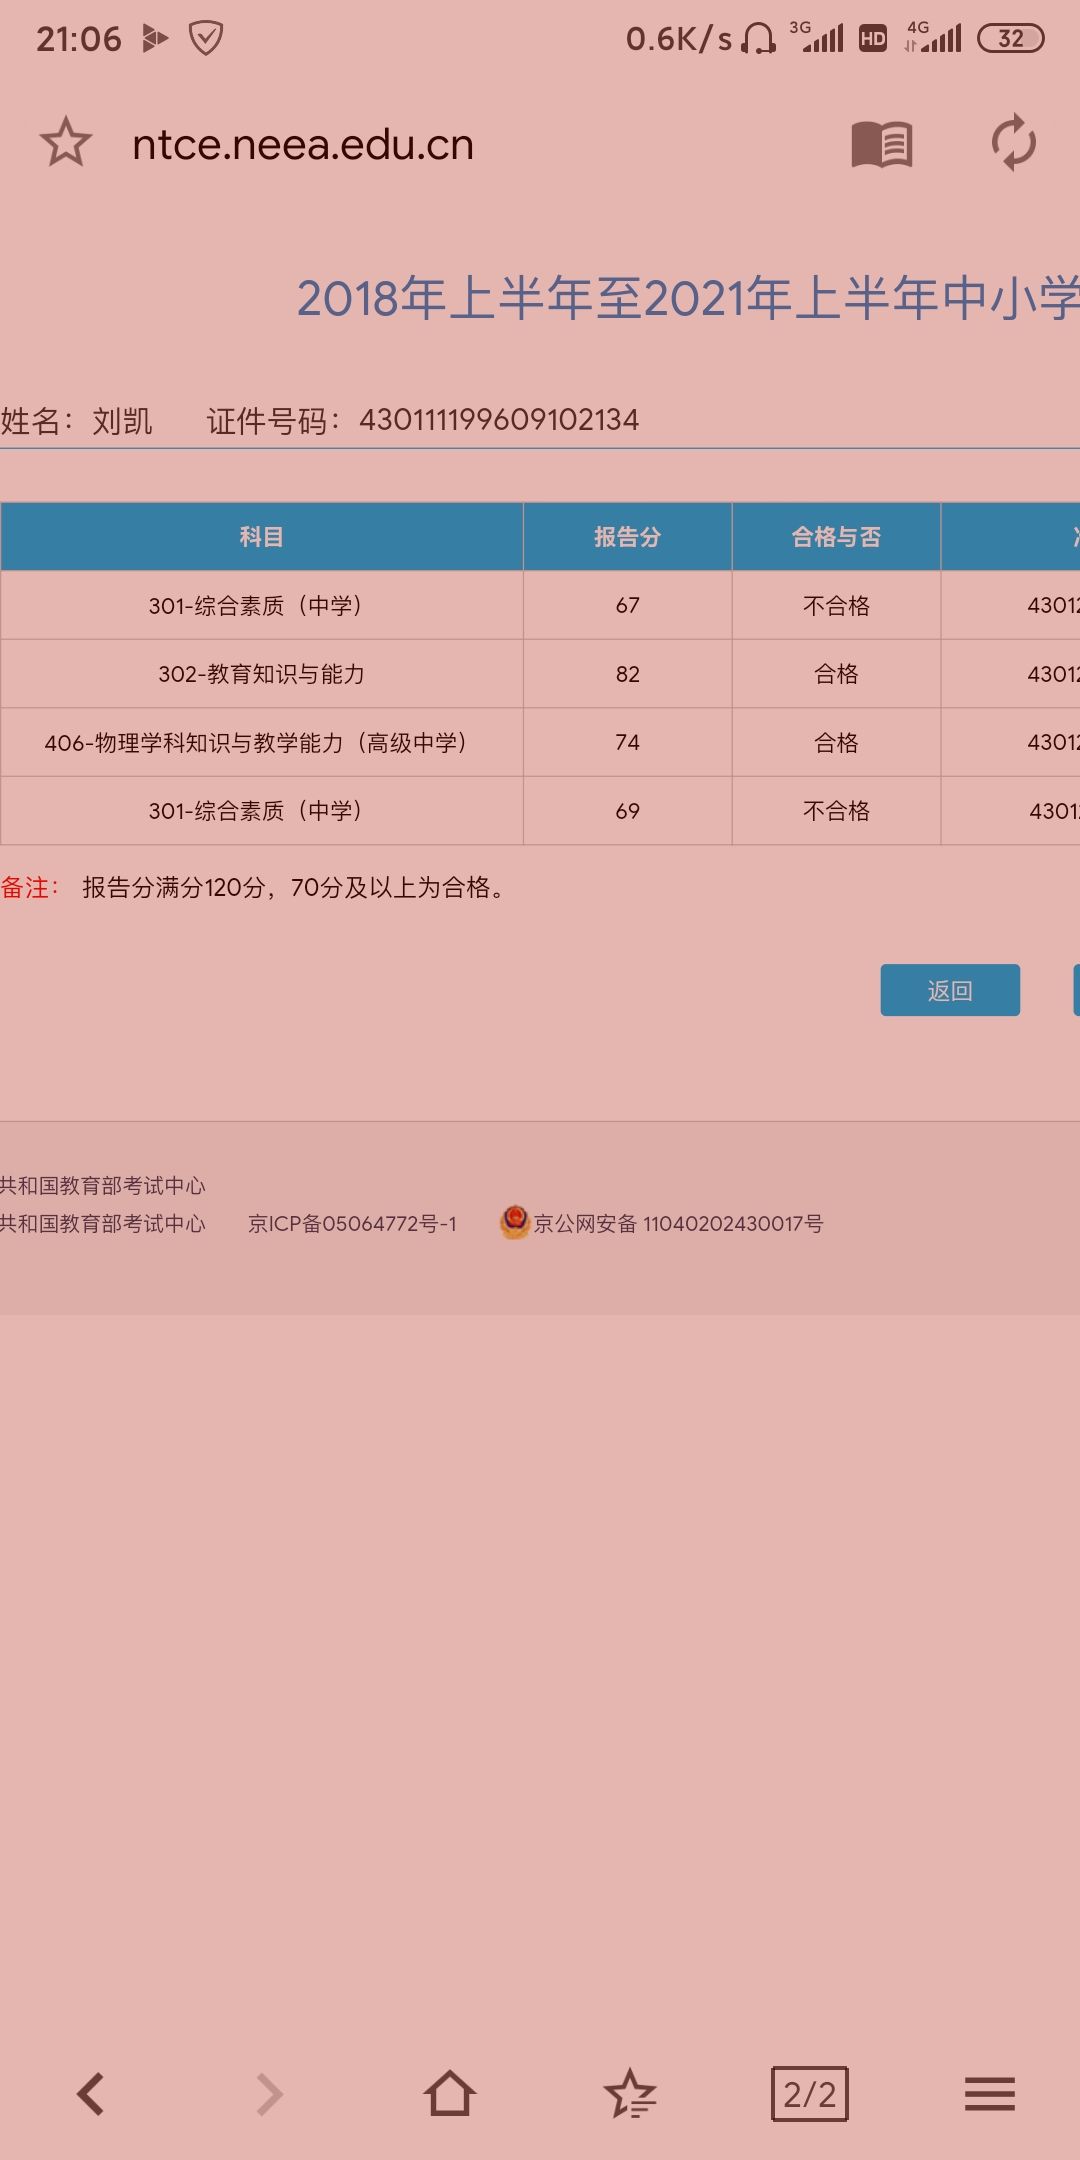 21:06 0.6K/s 3G HD 4G 32
ntce.neea.edu.cn
2018年上半年至2021年上半年中小学
姓名：刘凯 证件号码：430111199609102134
科目 报告分 合格与否
301-综合素质（中学） 67 不合格 43012
302-教育知识与能力 82 合格 43012
406-物理学科知识与教学能力（高级中学） 74 合格 43012
301-综合素质（中学） 69 不合格 4301
备注： 报告分满分120分，70分及以上为合格。
返回
共和国教育部考试中心
共和国教育部考试中心 京ICP备05064772号-1 京公网安备 11040202430017号
2/2